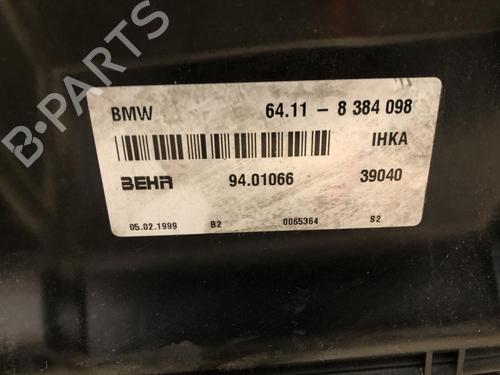 B-PARTS
BMW 64.11 - 8 384 098
IHKA
BEHR 94.01066 39040
05.02.1999 B2 0065364 S2